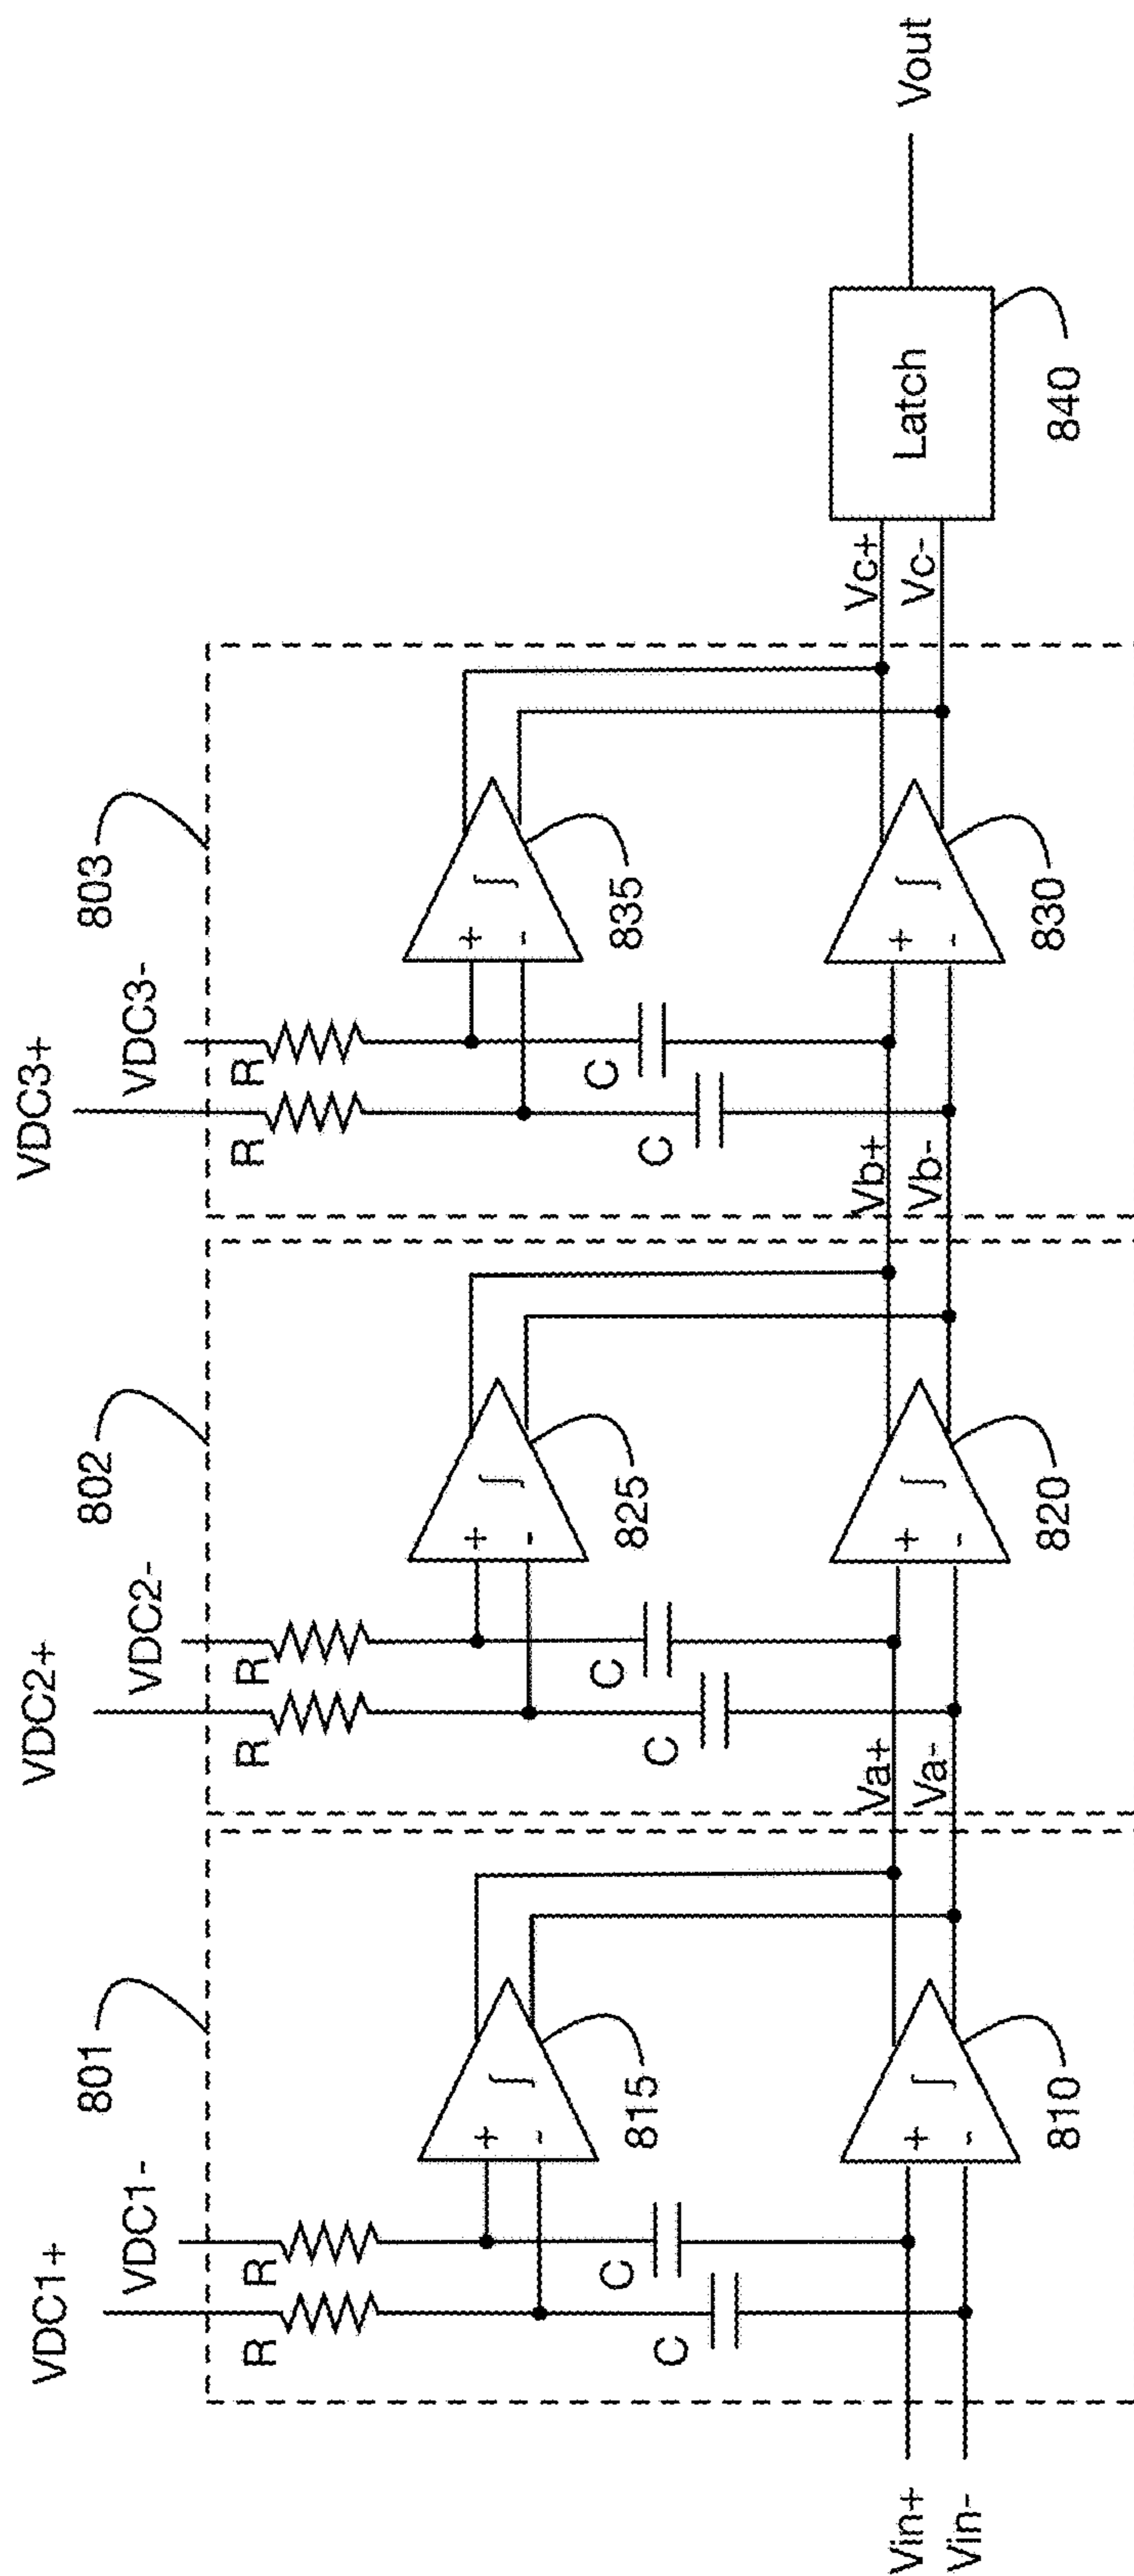 VDC1+
VDC2+
VDC3+
801
802
803
VDC1-
VDC2-
VDC3-
R
R
R
R
R
R
+
-
∫
+
-
∫
+
-
∫
815
825
835
C
C
C
C
C
C
Vin+
Vin-
+
-
∫
Va+
Va-
+
-
∫
Vb+
Vb-
+
-
∫
Vc+
Vc-
Latch
Vout
810
820
830
840